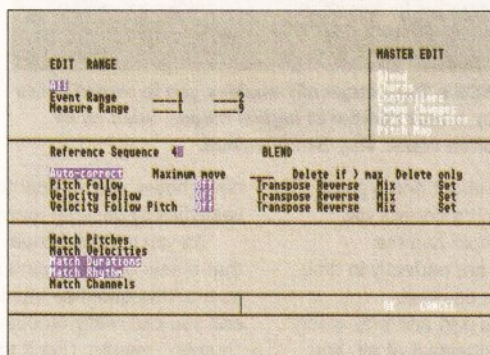 EDIT RANGE
MASTER EDIT
All
Event Range 1
Measure Range
Blend
Chords
Controllers
Tempo Changes
Track Utilities
Pitch Map
Reference Sequence 4
BLEND
Auto-correct Maximum move Delete if > max Delete only
Pitch Follow Off Transpose Reverse Mix Set
Velocity Follow Off Transpose Reverse Mix Set
Velocity Follow Pitch Off Transpose Reverse Mix Set
Match Pitches
Match Velocities
Match Durations
Match Rhythm
Match Channels
OK CANCEL